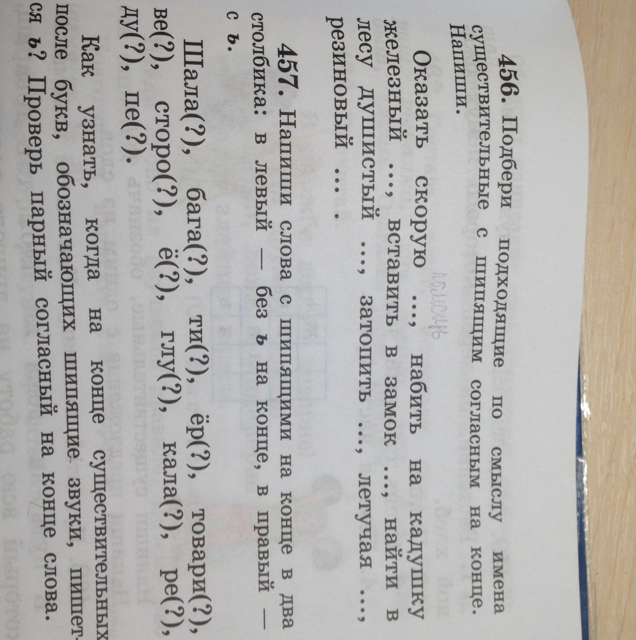 456. Подбери подходящие по смыслу имена
существительные с шипящим согласным на конце.
Напиши.
Оказать скорую ..., набить на кадушку
железный ..., вставить в замок ..., найти в
лесу душистый ..., затопить ..., летучая ...,
резиновый ... .
помощь
457. Напиши слова с шипящими на конце в два
столбика: в левый — без ь на конце, в правый —
с ь.
Шала(?), бага(?), ти(?), ёр(?), товари(?),
ве(?), сторо(?), ё(?), глу(?), кала(?), ре(?),
ду(?), пе(?).
Как узнать, когда на конце существительных
после букв, обозначающих шипящие звуки, пишет-
ся ь? Проверь парный согласный на конце слова.